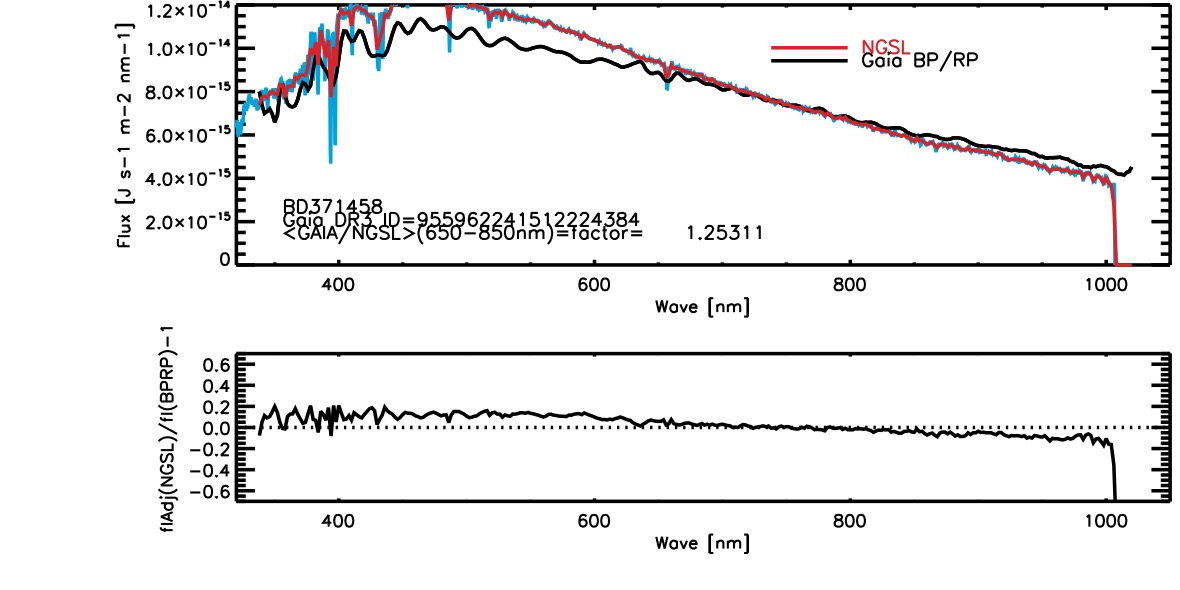 1.2×10−14
1.0×10−14
8.0×10−15
6.0×10−15
4.0×10−15
2.0×10−15
0
Flux [J s−1 m−2 nm−1]
NGSL
Gaia BP/RP
BD371458
Gaia DR3 ID=955962241512224384
<GAIA/NGSL>(650−850nm)=factor= 1.25311
400 600 800 1000
Wave [nm]
0.6
0.4
0.2
0.0
−0.2
−0.4
−0.6
flAdj(NGSL)/fl(BPRP)−1
400 600 800 1000
Wave [nm]